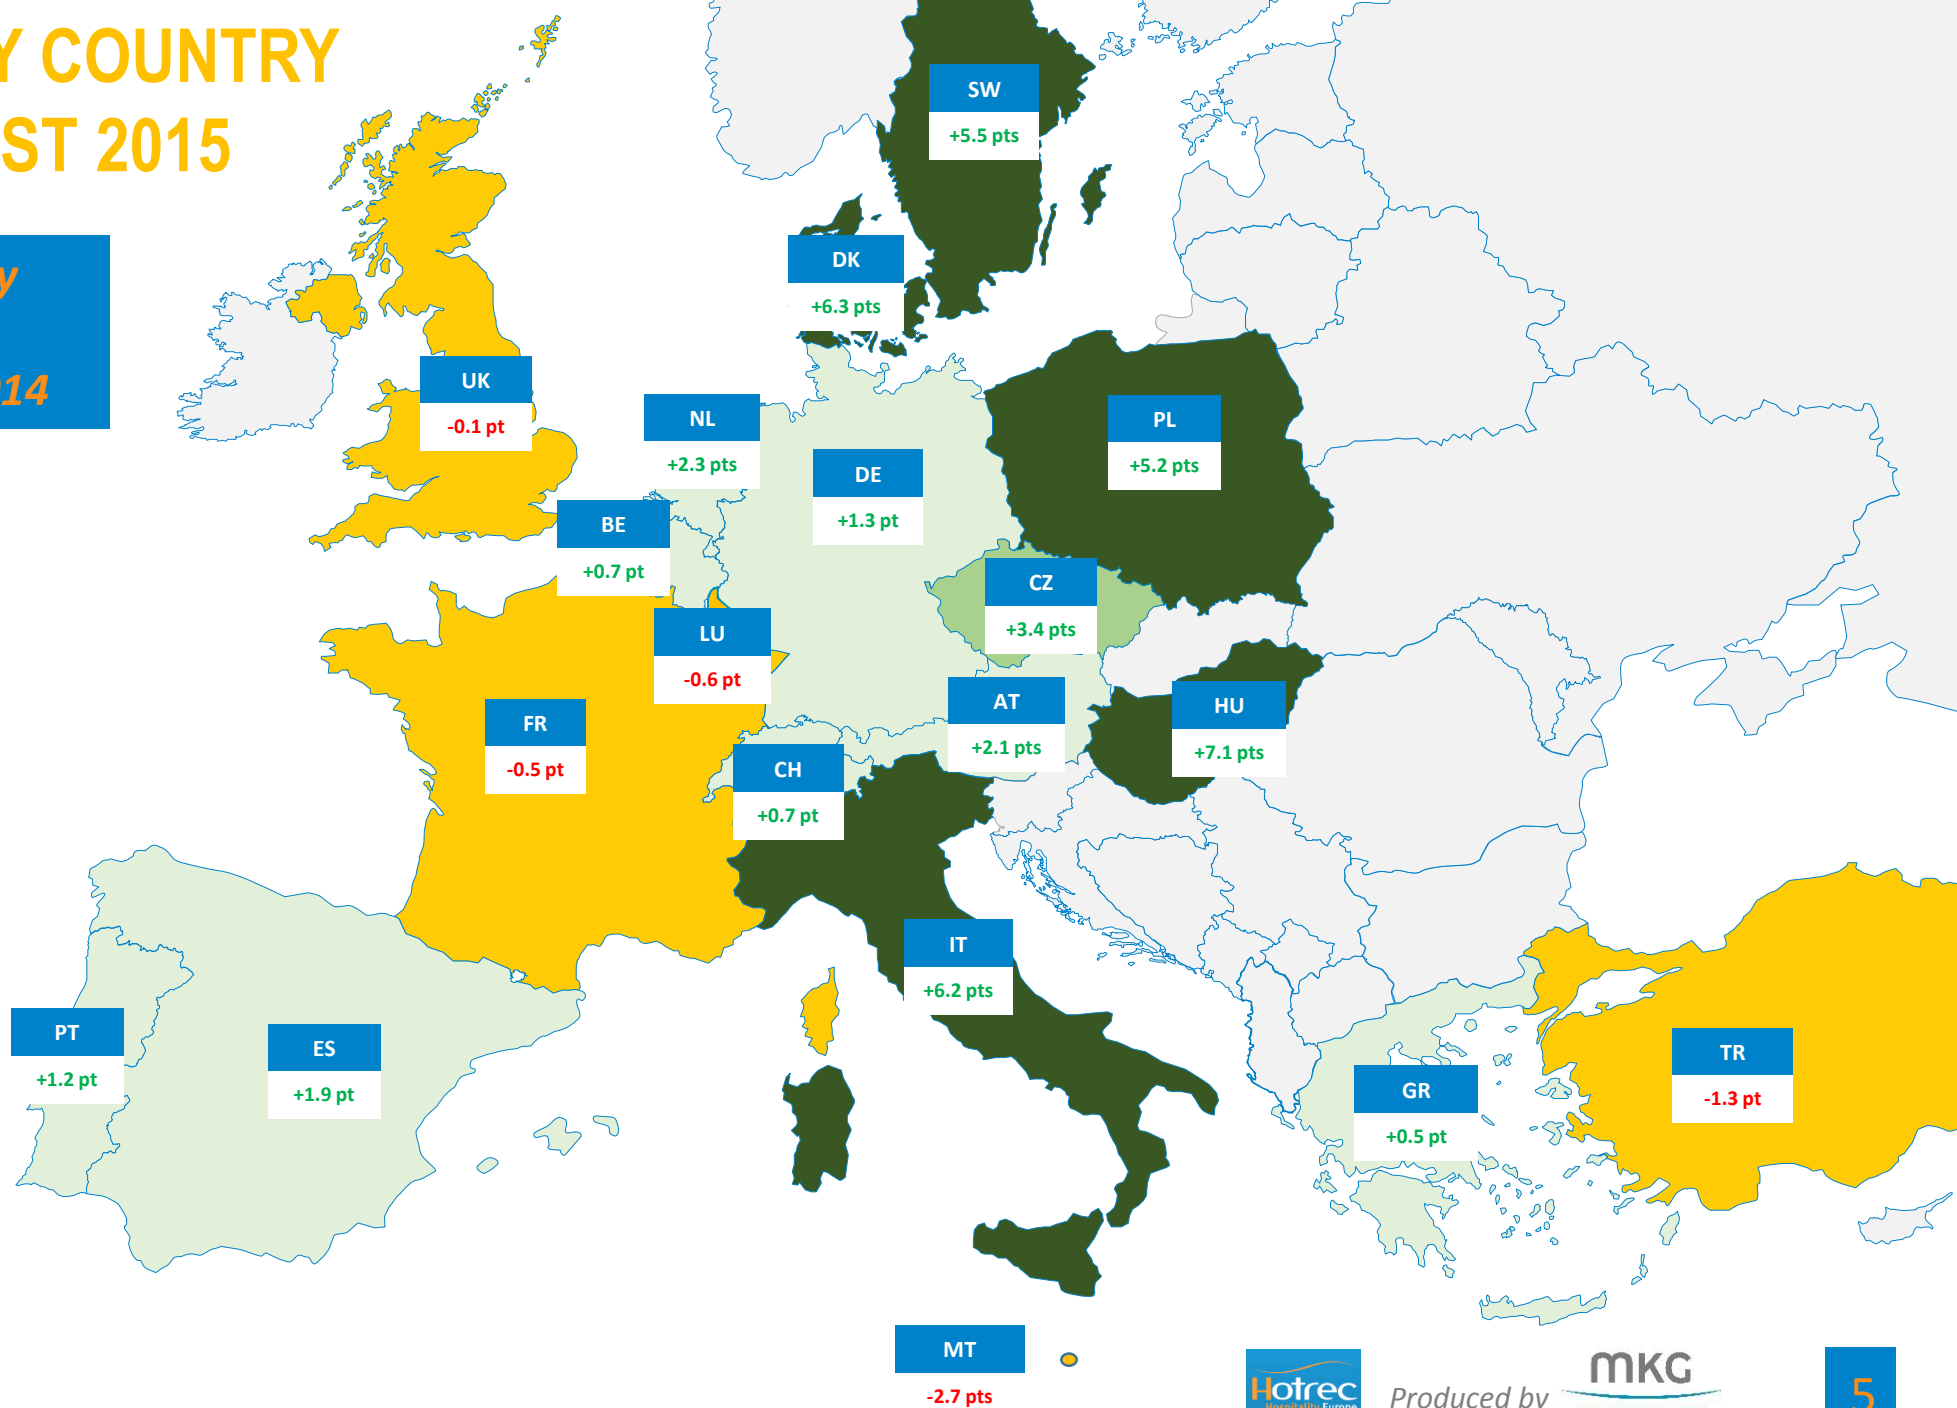 Y COUNTRY
ST 2015
y
014
SW
+5.5 pts
DK
+6.3 pts
UK
-0.1 pt
NL
+2.3 pts
DE
+1.3 pt
PL
+5.2 pts
BE
+0.7 pt
CZ
+3.4 pts
LU
-0.6 pt
FR
-0.5 pt
AT
+2.1 pts
HU
+7.1 pts
CH
+0.7 pt
IT
+6.2 pts
PT
+1.2 pt
ES
+1.9 pt
GR
+0.5 pt
TR
-1.3 pt
MT
-2.7 pts
Hotrec
Hospitality Europe
Produced by
MKG
5